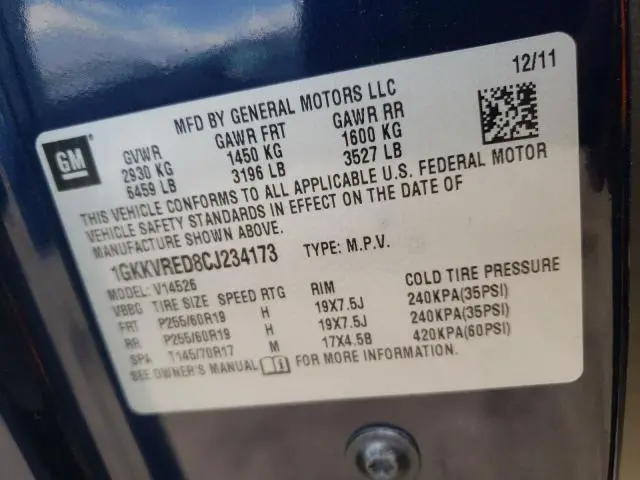 12/11
MFD BY GENERAL MOTORS LLC
GM
GVWR GAWR FRT GAWR RR
2930 KG 1450 KG 1600 KG
6459 LB 3196 LB 3527 LB
THIS VEHICLE CONFORMS TO ALL APPLICABLE U.S. FEDERAL MOTOR
VEHICLE SAFETY STANDARDS IN EFFECT ON THE DATE OF
MANUFACTURE SHOWN ABOVE.
1GKKVRED8CJ234173 TYPE: M.P.V.
MODEL: V14526
VBBG TIRE SIZE SPEED RTG RIM COLD TIRE PRESSURE
FRT P255/60R19 H 19X7.5J 240KPA(35PSI)
RR P255/60R19 H 19X7.5J 240KPA(35PSI)
SPA T145/70R17 M 17X4.5B 420KPA(60PSI)
SEE OWNER'S MANUAL FOR MORE INFORMATION.